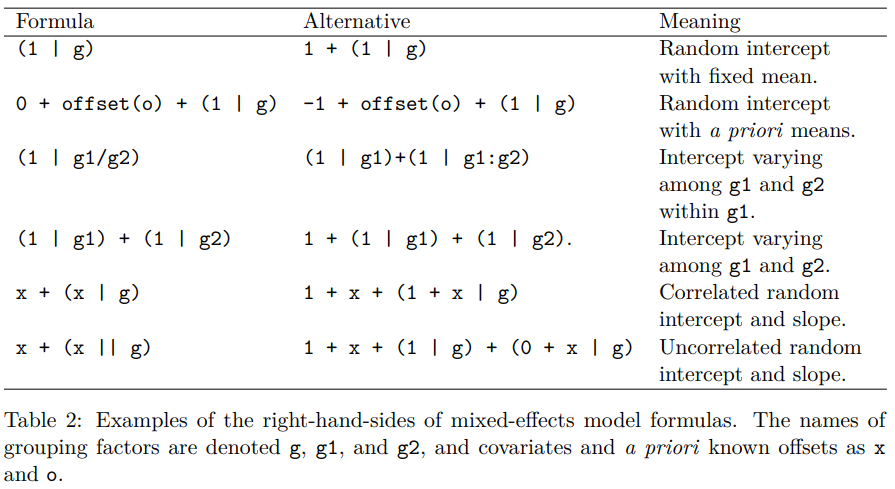 Formula Alternative Meaning
(1 | g) 1 + (1 | g) Random intercept
with fixed mean.
0 + offset(o) + (1 | g) -1 + offset(o) + (1 | g) Random intercept
with a priori means.
(1 | g1/g2) (1 | g1)+(1 | g1:g2) Intercept varying
among g1 and g2
within g1.
(1 | g1) + (1 | g2) 1 + (1 | g1) + (1 | g2). Intercept varying
among g1 and g2.
x + (x | g) 1 + x + (1 + x | g) Correlated random
intercept and slope.
x + (x || g) 1 + x + (1 | g) + (0 + x | g) Uncorrelated random
intercept and slope.
Table 2: Examples of the right-hand-sides of mixed-effects model formulas. The names of
grouping factors are denoted g, g1, and g2, and covariates and a priori known offsets as x
and o.